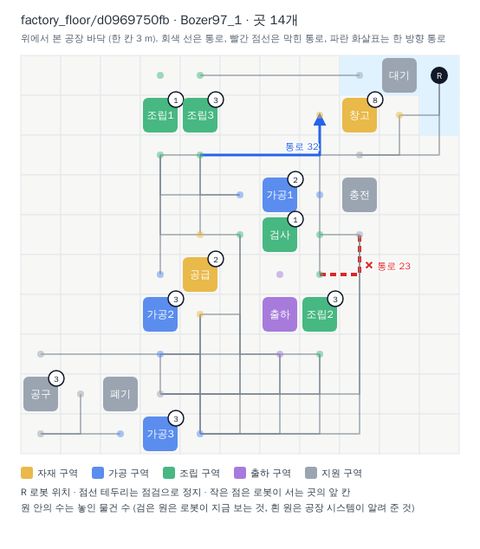 factory_floor/d0969750fb · Bozer97_1 · 곳 14개
위에서 본 공장 바닥 (한 칸 3 m). 회색 선은 통로, 빨간 점선은 막힌 통로, 파란 화살표는 한 방향 통로
대기
R
1
3
8
조립1
조립3
창고
통로 32
2
가공1
충전
1
검사
2
공급
✕ 통로 23
3
3
가공2
출하
조립2
3
공구
폐기
3
가공3
자재 구역
가공 구역
조립 구역
출하 구역
지원 구역
R 로봇 위치 · 점선 테두리는 점검으로 정지 · 작은 점은 로봇이 서는 곳의 앞 칸
원 안의 수는 놓인 물건 수 (검은 원은 로봇이 지금 보는 것, 흰 원은 공장 시스템이 알려 준 것)